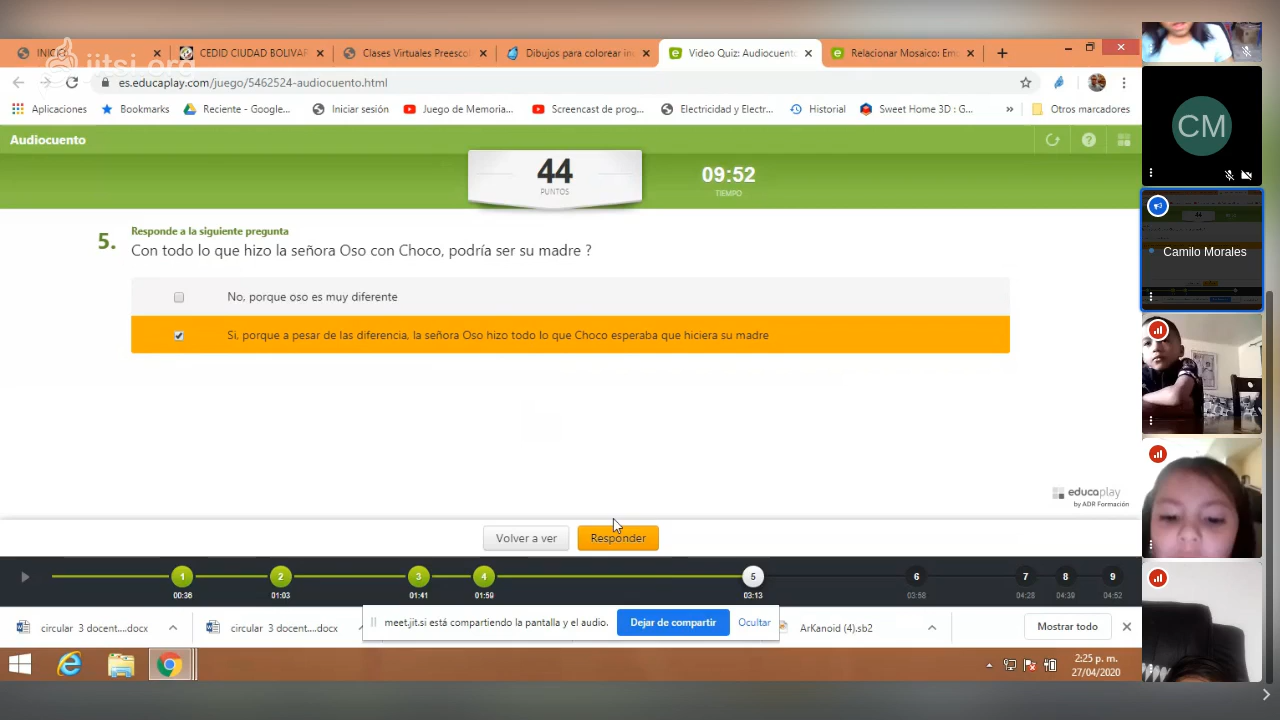 jitsi.org
INICIO
CEDID CIUDAD BOLIVAR
Clases Virtuales Preesco
Dibujos para colorear in
Video Quiz: Audiocuento
Relacionar Mosaico: Em
es.educaplay.com/juego/5462524-audiocuento.html
Aplicaciones
Bookmarks
Reciente - Google...
Iniciar sesión
Juego de Memoria...
Screencast de prog...
Electricidad y Electr...
Historial
Sweet Home 3D : G...
»
Otros marcadores
Audiocuento
44
PUNTOS
09:52
TIEMPO
5.
Responde a la siguiente pregunta
Con todo lo que hizo la señora Oso con Choco, podría ser su madre ?
No, porque oso es muy diferente
Si, porque a pesar de las diferencia, la señora Oso hizo todo lo que Choco esperaba que hiciera su madre
educaplay
by ADR Formación
Volver a ver
Responder
1 2 3 4 5 6 7 8 9
00:36 01:03 01:41 01:59 03:13 03:58 04:28 04:39 04:52
meet.jit.si está compartiendo la pantalla y el audio.
Dejar de compartir
Ocultar
circular 3 docent....docx
circular 3 docent....docx
ArKanoid (4).sb2
Mostrar todo
2:25 p. m.
27/04/2020
CM
Camilo Morales